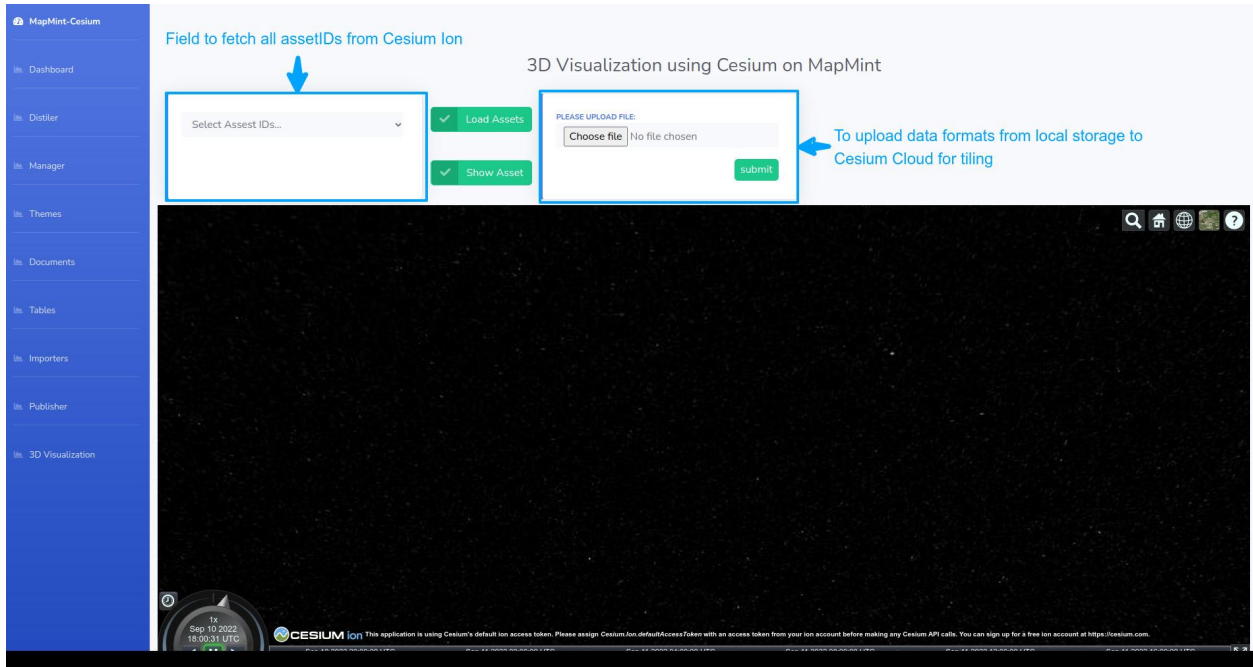 MapMint-Cesium
Dashboard
Distiler
Manager
Themes
Documents
Tables
Importers
Publisher
3D Visualization
Field to fetch all assetIDs from Cesium Ion
3D Visualization using Cesium on MapMint
Select Assest IDs...
Load Assets
Show Asset
PLEASE UPLOAD FILE:
Choose file No file chosen
submit
To upload data formats from local storage to
Cesium Cloud for tiling
?
1x
Sep 10 2022
18:00:31 UTC
CESIUM ion This application is using Cesium's default ion access token. Please assign Cesium.Ion.defaultAccessToken with an access token from your ion account before making any Cesium API calls. You can sign up for a free ion account at https://cesium.com.